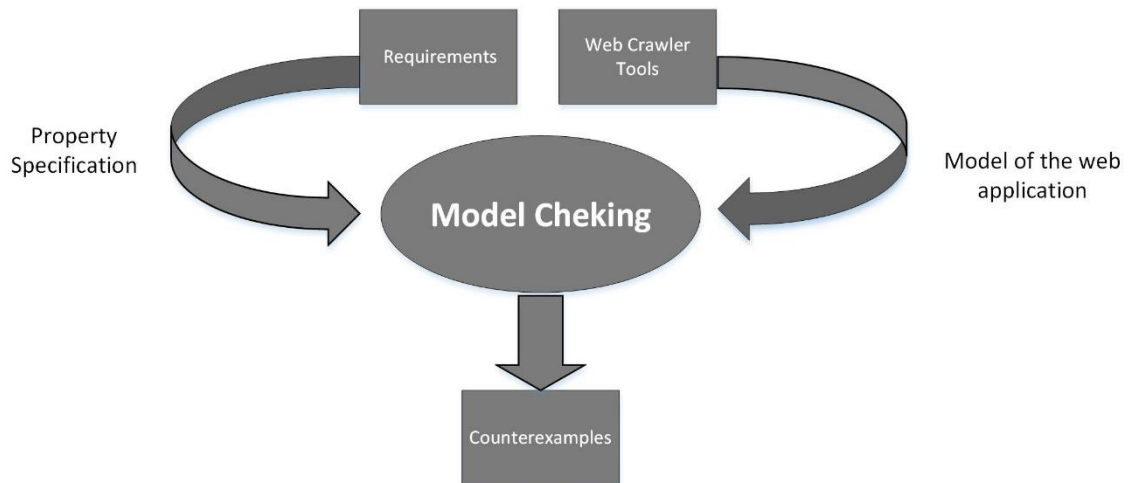 Requirements
Web Crawler
Tools
Property
Specification
Model of the web
application
Model Cheking
Counterexamples